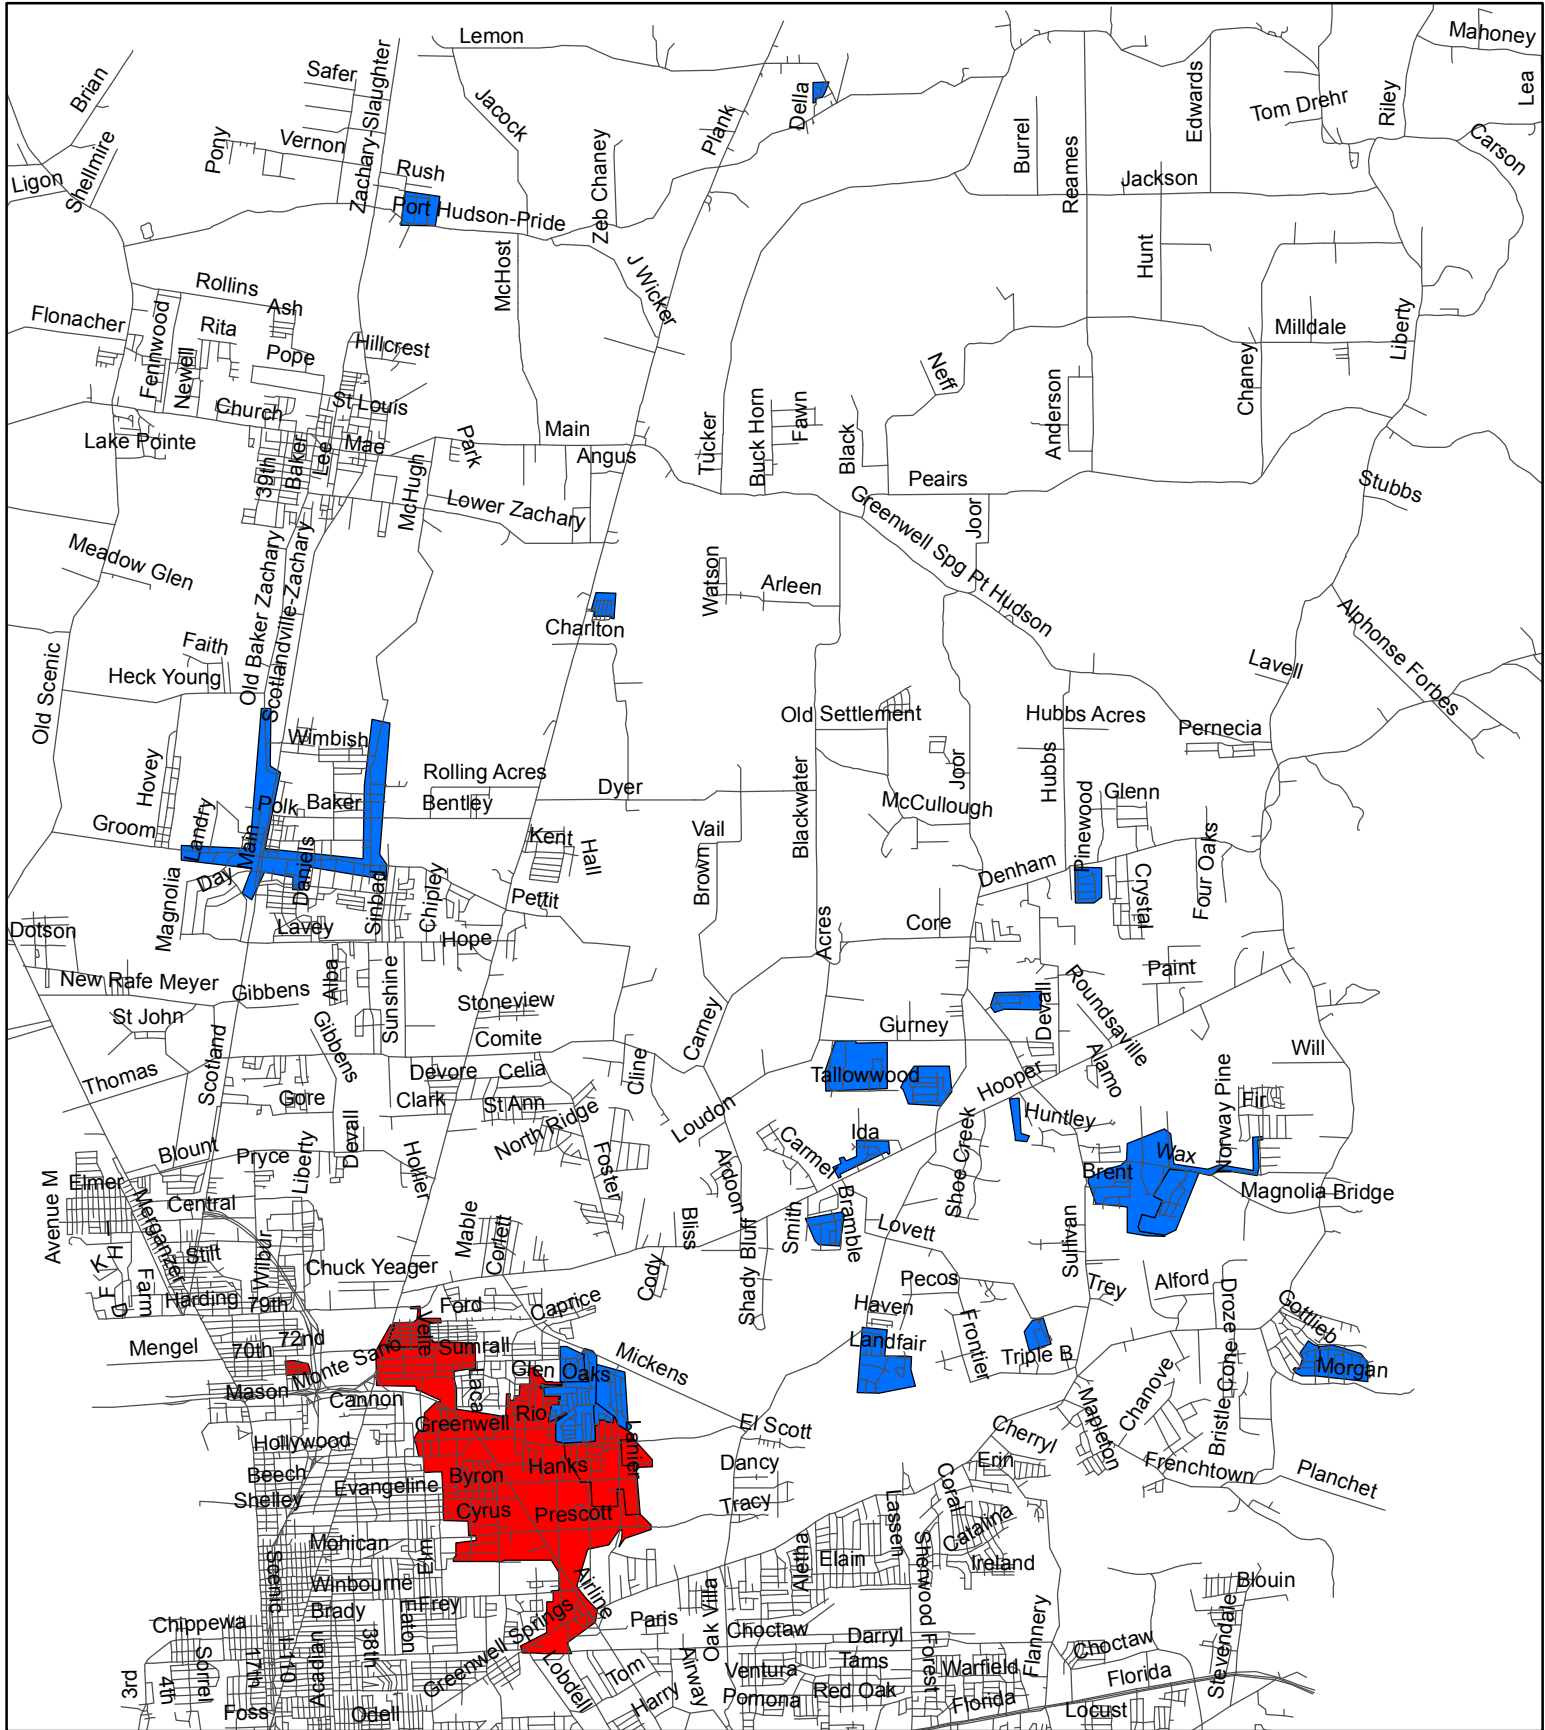 Lemon
Mahoney
Safer
Brian
Zachary-Slaughter
Jacock
Plank
Della
Edwards
Tom Drehr
Riley
Lea
Pony
Vernon
Zeb Chaney
Burrel
Reames
Carson
Ligon
Shellmire
Rush
Jackson
Port Hudson-Pride
McHost
J Wicker
Hunt
Rollins
Ash
Flonacher
Fennwood
Rita
Newell
Pope
Hillcrest
Milldale
Liberty
Neff
Chaney
Church
St Louis
Anderson
Lake Pointe
39th
Baker
Lee
Mae
Park
Main
Angus
Tucker
Buck Horn
Fawn
Black
McHugh
Lower Zachary
Peairs
Stubbs
Greenwell Spg Pt Hudson
Joor
Meadow Glen
Old Baker Zachary
Scotlandville-Zachary
Watson
Arleen
Charlton
Alphonse Forbes
Faith
Heck Young
Lavell
Old Scenic
Old Settlement
Hubbs Acres
Pernecia
Wimbish
Hovey
Rolling Acres
Dyer
Joor
Hubbs
Polk
Baker
Bentley
McCullough
Pinewood
Glenn
Landry
Groom
Main
Kent
Hall
Vail
Blackwater
Brown
Denham
Four Oaks
Day
Daniels
Sinbad
Chipley
Pettit
Crystal
Magnolia
Dotson
Lavey
Hope
Acres
Core
New Rafe Meyer
Gibbens
Alba
Sunshine
Stoneview
Paint
Devall
Roundsaville
St John
Gibbens
Comite
Carney
Gurney
Will
Thomas
Scotland
Devore
Celia
Cline
Tallowwood
Hooper
Alamo
Gore
Clark
St Ann
North Ridge
Loudon
Huntley
Norway Pine
Fir
Blount
Pryce
Liberty
Devall
Hollier
Foster
Ardoon
Carmel
Ida
Shoe Creek
Brent
Wax
Magnolia Bridge
Avenue M
Elmer
Merganzer
Central
Mable
Corlett
Bliss
Shady Bluff
Smith
Bramble
Lovett
Sullivan
I
H
K
F
D
Farm
Stilt
Wilbur
Chuck Yeager
Cody
Pecos
Trey
Alford
Harding
79th
Ford
Caprice
Haven
Frontier
Bristle Cone
Droze
Gottlieb
Mengel
70th
72nd
Monte Sano
Velie
Sumrall
Mickens
Landfair
Triple B
Morgan
Glen Oaks
Mason
Cannon
Greenwell
Rio
Lanier
El Scott
Cherryl
Mapleton
Chanove
Hollywood
Beech
Byron
Hanks
Dancy
Erin
Frenchtown
Planchet
Shelley
Evangeline
Cyrus
Prescott
Tracy
Lassen
Coral
Catalina
Mohican
Elm
Aletha
Elain
Sherwood Forest
Ireland
Scenic
Winbourne
Airline
Blouin
Brady
Eaton
Frey
Greenwell Springs
Paris
Oak Villa
Choctaw
Darryl
Flannery
Choctaw
Stevendale
Chippewa
Sorrel
17th
I-110
Acadian
38th
3rd
4th
Lobdell
Tom
Airway
Ventura
Tams
Warfield
Florida
Foss
Odell
Harry
Pomona
Red Oak
Florida
Locust